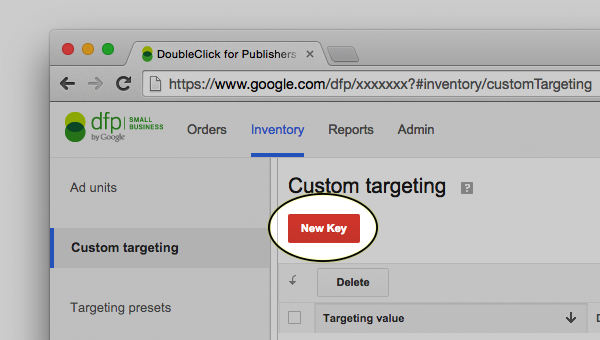 DoubleClick for Publishers
https://www.google.com/dfp/xxxxxxx?#inventory/customTargeting
dfp SMALL BUSINESS
by Google
Orders
Inventory
Reports
Admin
Ad units
Custom targeting
Targeting presets
Custom targeting ?
New Key
Delete
Targeting value
D